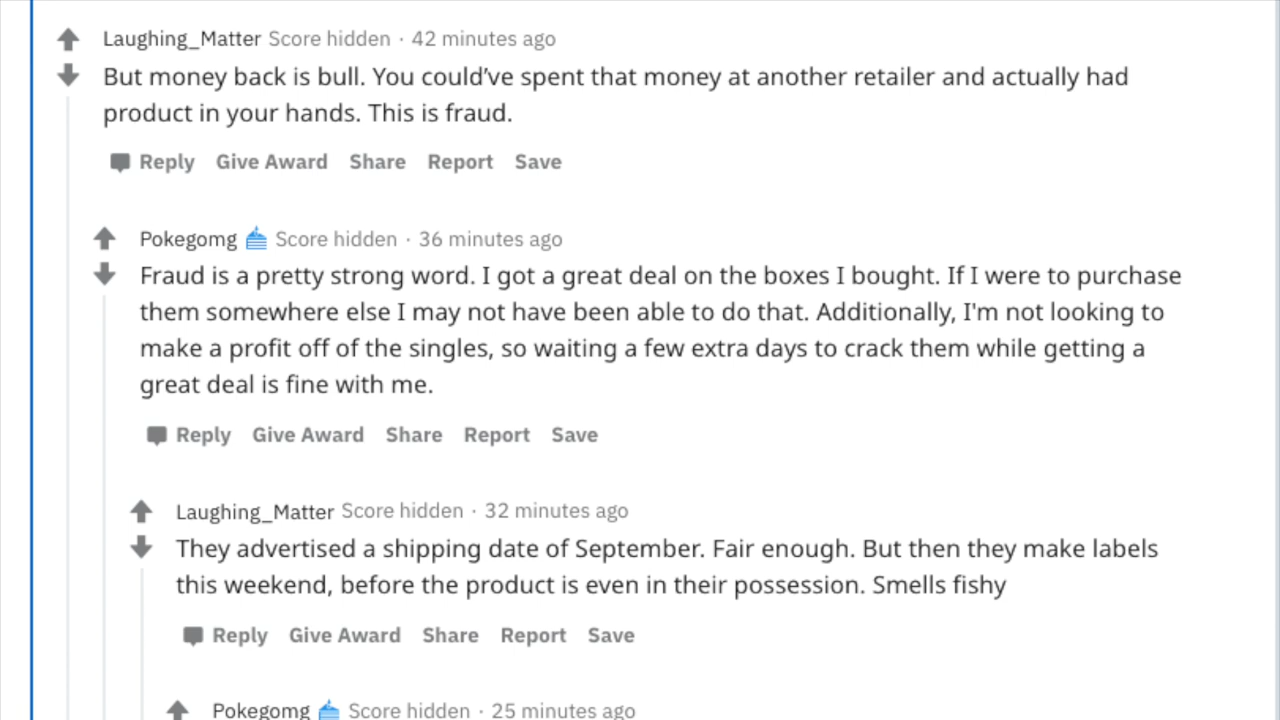 Laughing_Matter Score hidden · 42 minutes ago
But money back is bull. You could’ve spent that money at another retailer and actually had
product in your hands. This is fraud.
Reply Give Award Share Report Save
Pokegomg Score hidden · 36 minutes ago
Fraud is a pretty strong word. I got a great deal on the boxes I bought. If I were to purchase
them somewhere else I may not have been able to do that. Additionally, I'm not looking to
make a profit off of the singles, so waiting a few extra days to crack them while getting a
great deal is fine with me.
Reply Give Award Share Report Save
Laughing_Matter Score hidden · 32 minutes ago
They advertised a shipping date of September. Fair enough. But then they make labels
this weekend, before the product is even in their possession. Smells fishy
Reply Give Award Share Report Save
Pokegomg Score hidden · 25 minutes ago